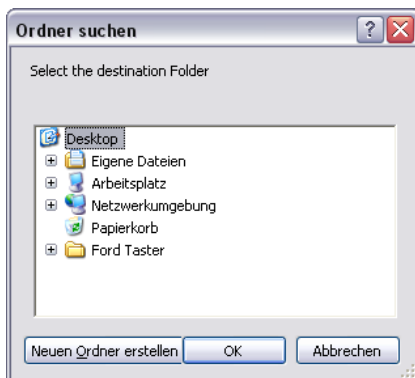 Ordner suchen
Select the destination Folder
Desktop
Eigene Dateien
Arbeitsplatz
Netzwerkumgebung
Papierkorb
Ford Taster
Neuen Ordner erstellen OK Abbrechen